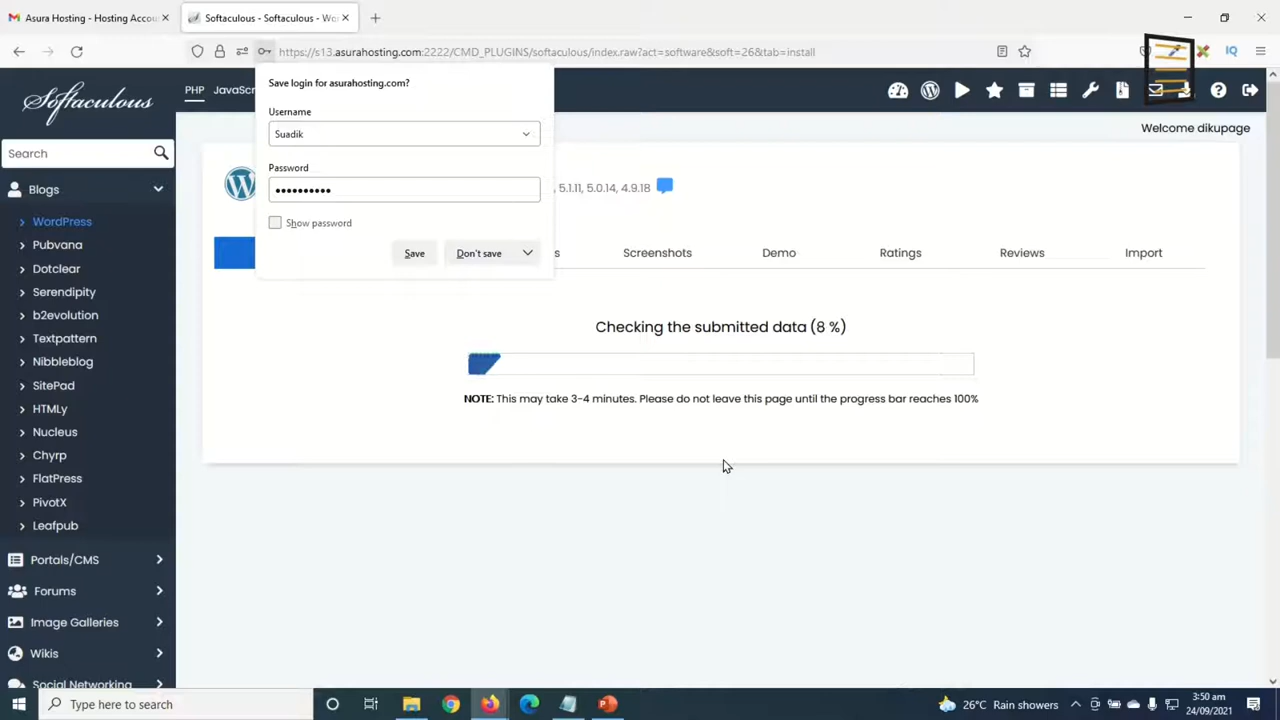 Asura Hosting - Hosting Accou
Softaculous - Softaculous - Wo
https://s13.asurahosting.com:2222/CMD_PLUGINS/softaculous/index.raw?act=software&soft=26&tab=install
IQ
Softaculous
PHP
JavaScr
Save login for asurahosting.com?
Username
Suadik
Password
••••••••••
Show password
Save
Don't save
Welcome dikupage
Search
Blogs
WordPress
Pubvana
Dotclear
Serendipity
b2evolution
Textpattern
Nibbleblog
SitePad
HTMLy
Nucleus
Chyrp
FlatPress
PivotX
Leafpub
Portals/CMS
Forums
Image Galleries
Wikis
Social Networking
, 5.1.11, 5.0.14, 4.9.18
s
Screenshots
Demo
Ratings
Reviews
Import
Checking the submitted data (8 %)
NOTE: This may take 3-4 minutes. Please do not leave this page until the progress bar reaches 100%
Type here to search
26°C Rain showers
3:50 am
24/09/2021